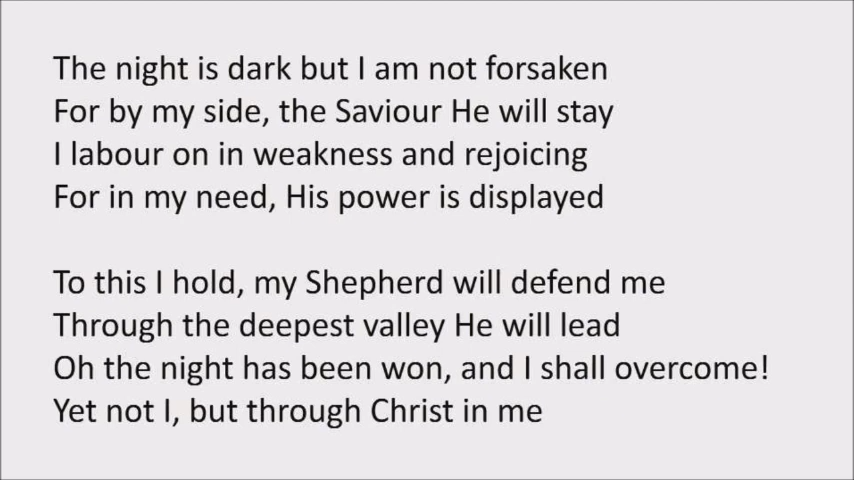 The night is dark but I am not forsaken
For by my side, the Saviour He will stay
I labour on in weakness and rejoicing
For in my need, His power is displayed
To this I hold, my Shepherd will defend me
Through the deepest valley He will lead
Oh the night has been won, and I shall overcome!
Yet not I, but through Christ in me